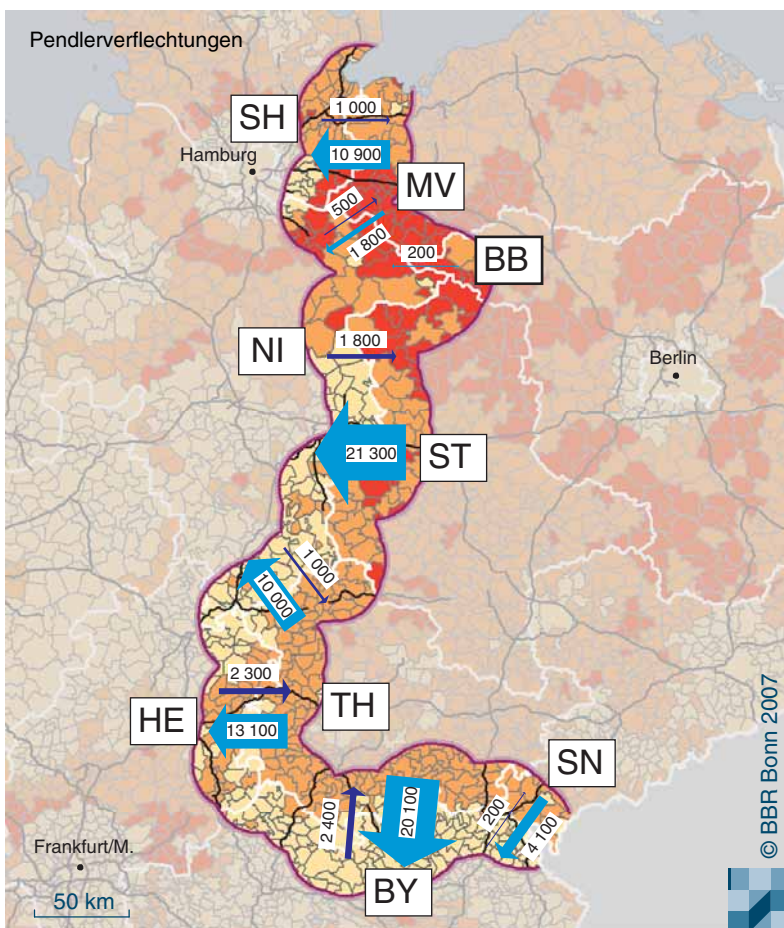 Pendlerverflechtungen
SH
1 000
Hamburg
10 900
MV
500
1 800
200
BB
NI
1 800
Berlin
21 300
ST
1 000
10 000
2 300
TH
HE
13 100
SN
2 400
20 100
200
4 100
Frankfurt/M.
BY
50 km
© BBR Bonn 2007